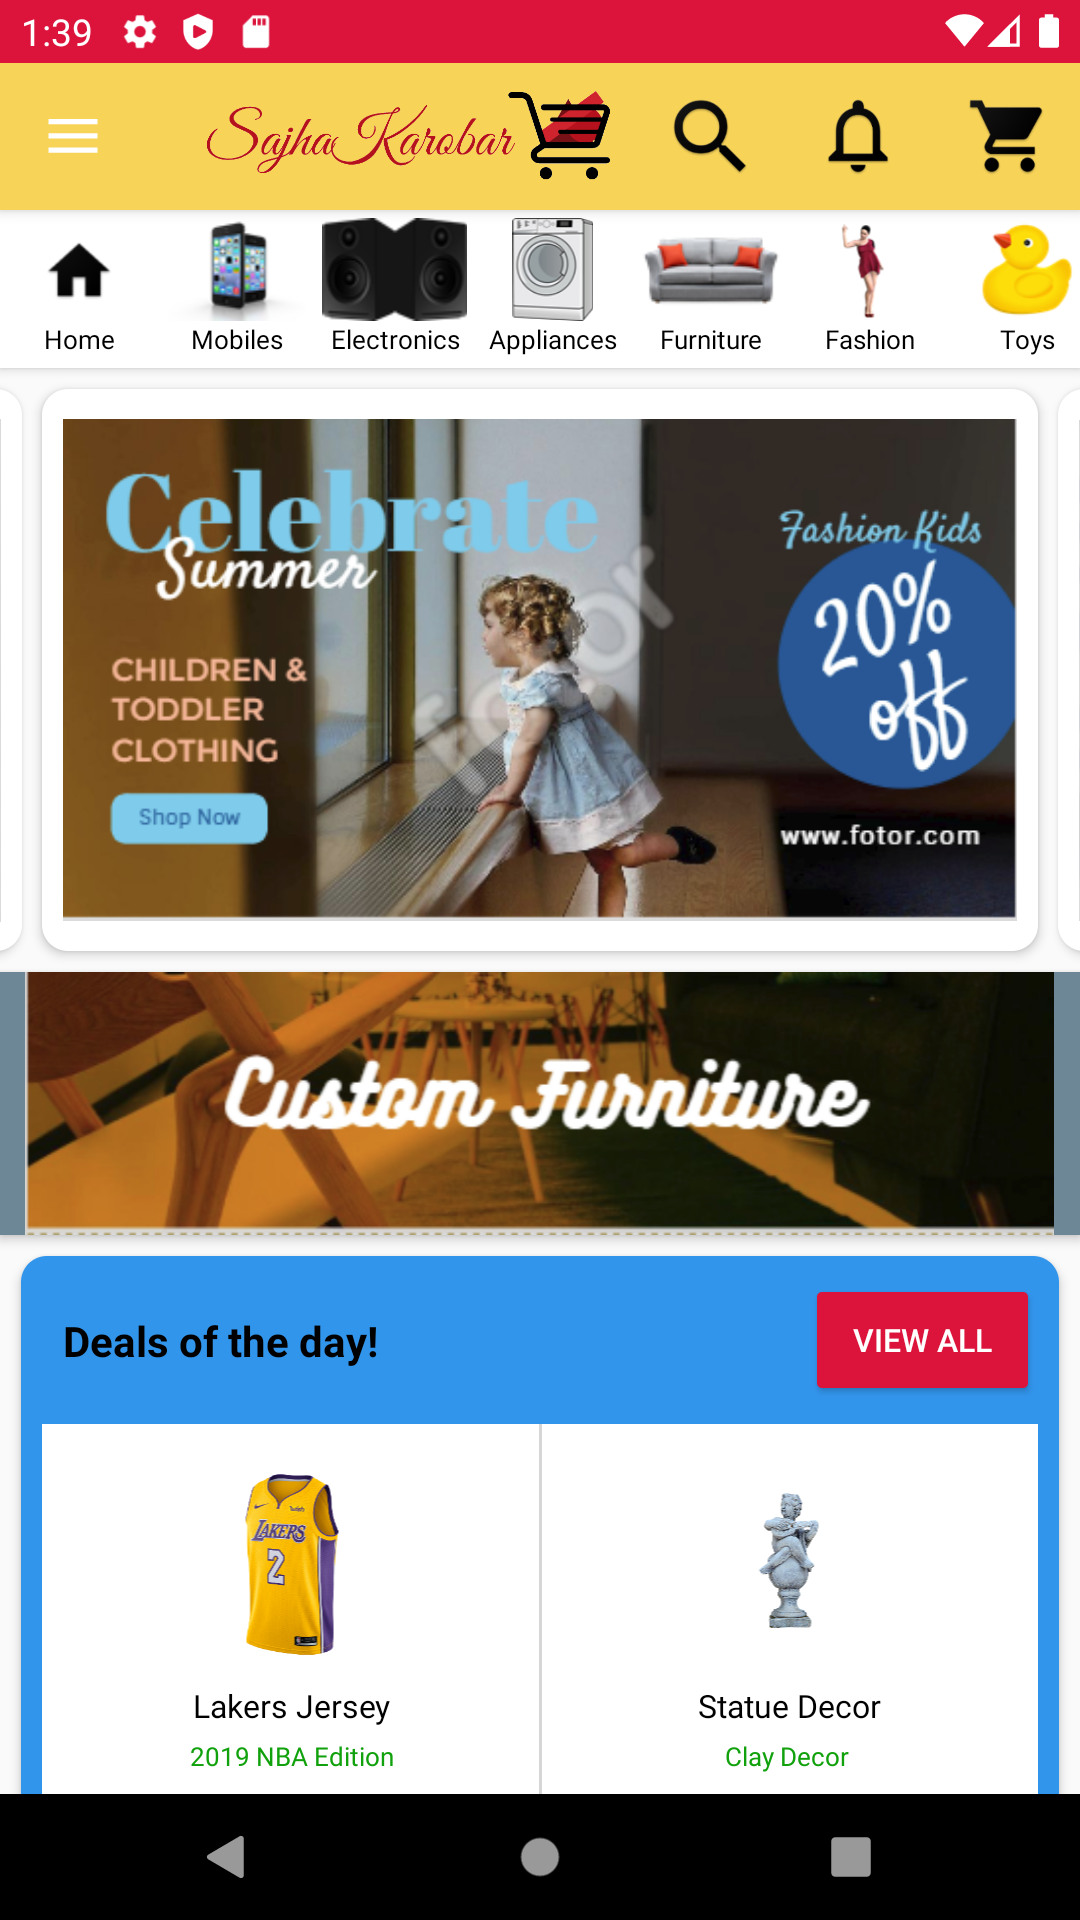 1:39
Sajha Karobar
Home
Mobiles
Electronics
Appliances
Furniture
Fashion
Toys
Celebrate
Summer
CHILDREN &
TODDLER
CLOTHING
Shop Now
Fashion Kids
20%
off
www.fotor.com
fotor
Custom Furniture
Deals of the day!
VIEW ALL
LAKERS
2
Lakers Jersey
2019 NBA Edition
Statue Decor
Clay Decor